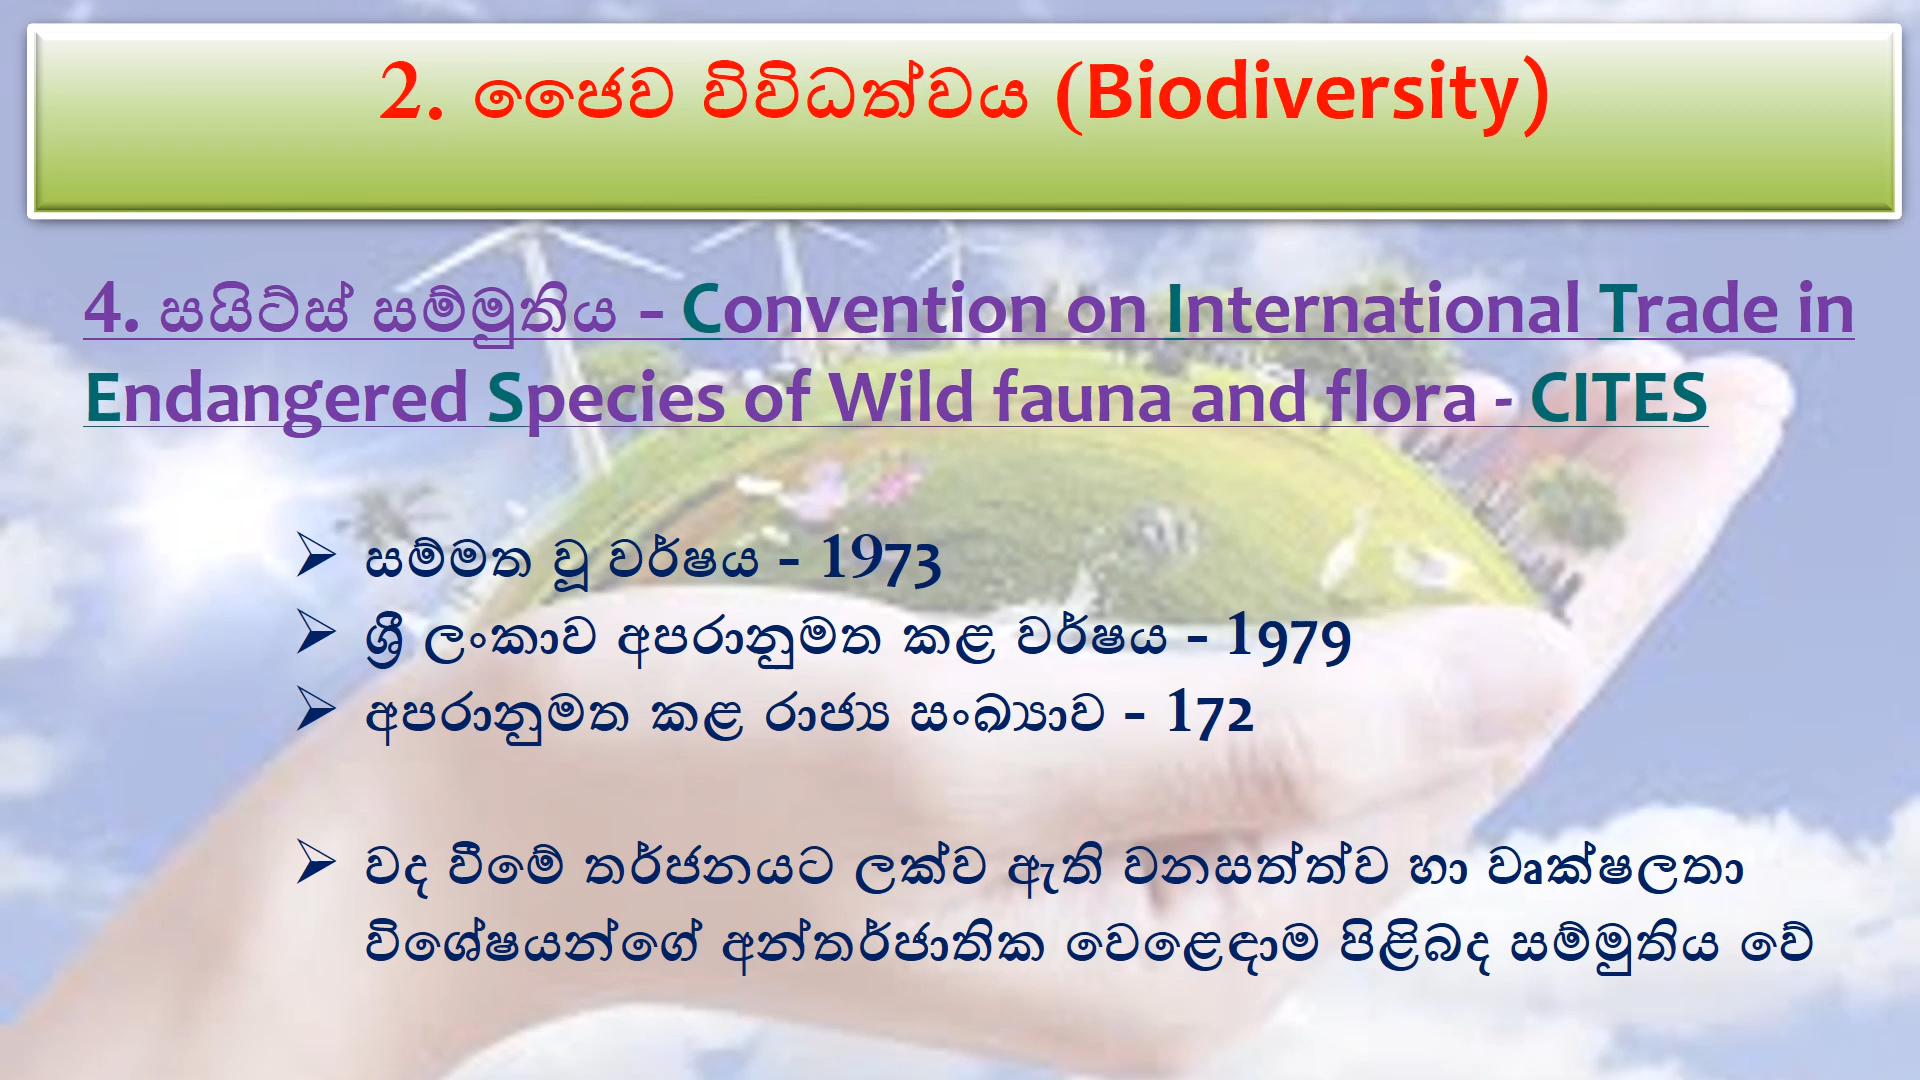 2. ජෛව විවිධත්වය (Biodiversity)
4. සයිට්ස් සම්මුතිය – Convention on International Trade in
Endangered Species of Wild fauna and flora - CITES
➢ සම්මත වූ වර්ෂය – 1973
➢ ශ්‍රී ලංකාව අපරානුමත කළ වර්ෂය – 1979
➢ අපරානුමත කළ රාජ්‍ය සංඛ්‍යාව – 172
➢ වද වීමේ තර්ජනයට ලක්ව ඇති වනසත්ත්ව හා වෘක්ෂලතා
විශේෂයන්ගේ අන්තර්ජාතික වෙළෙඳාම පිළිබද සම්මුතිය වේ